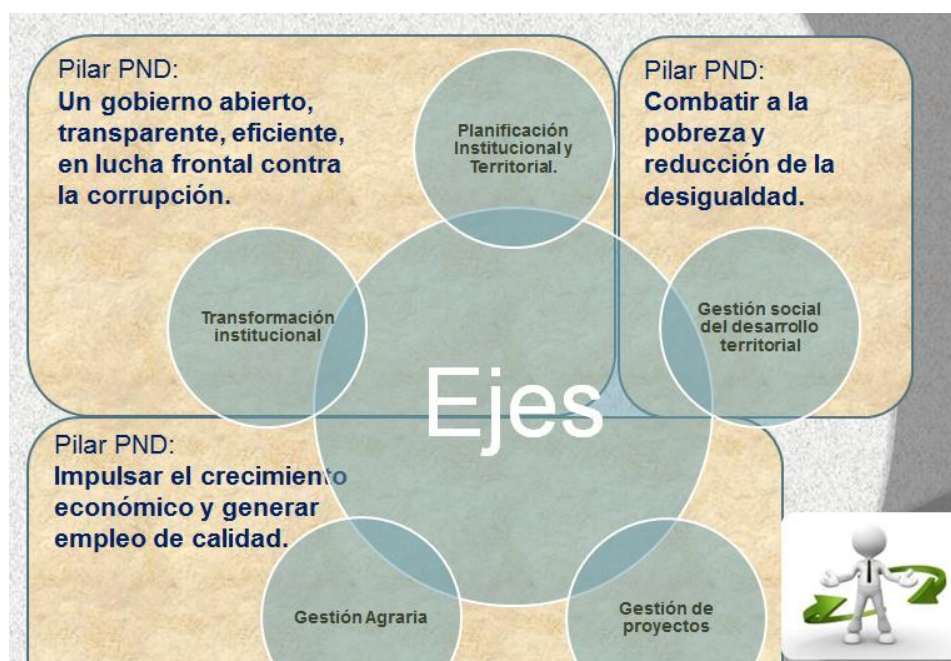 Pilar PND:
Un gobierno abierto,
transparente, eficiente,
en lucha frontal contra
la corrupción.
Planificación
Institucional y
Territorial.
Pilar PND:
Combatir a la
pobreza y
reducción de la
desigualdad.
Transformación
institucional
Gestión social
del desarrollo
territorial
Ejes
Pilar PND:
Impulsar el crecimiento
económico y generar
empleo de calidad.
Gestión Agraria
Gestión de
proyectos